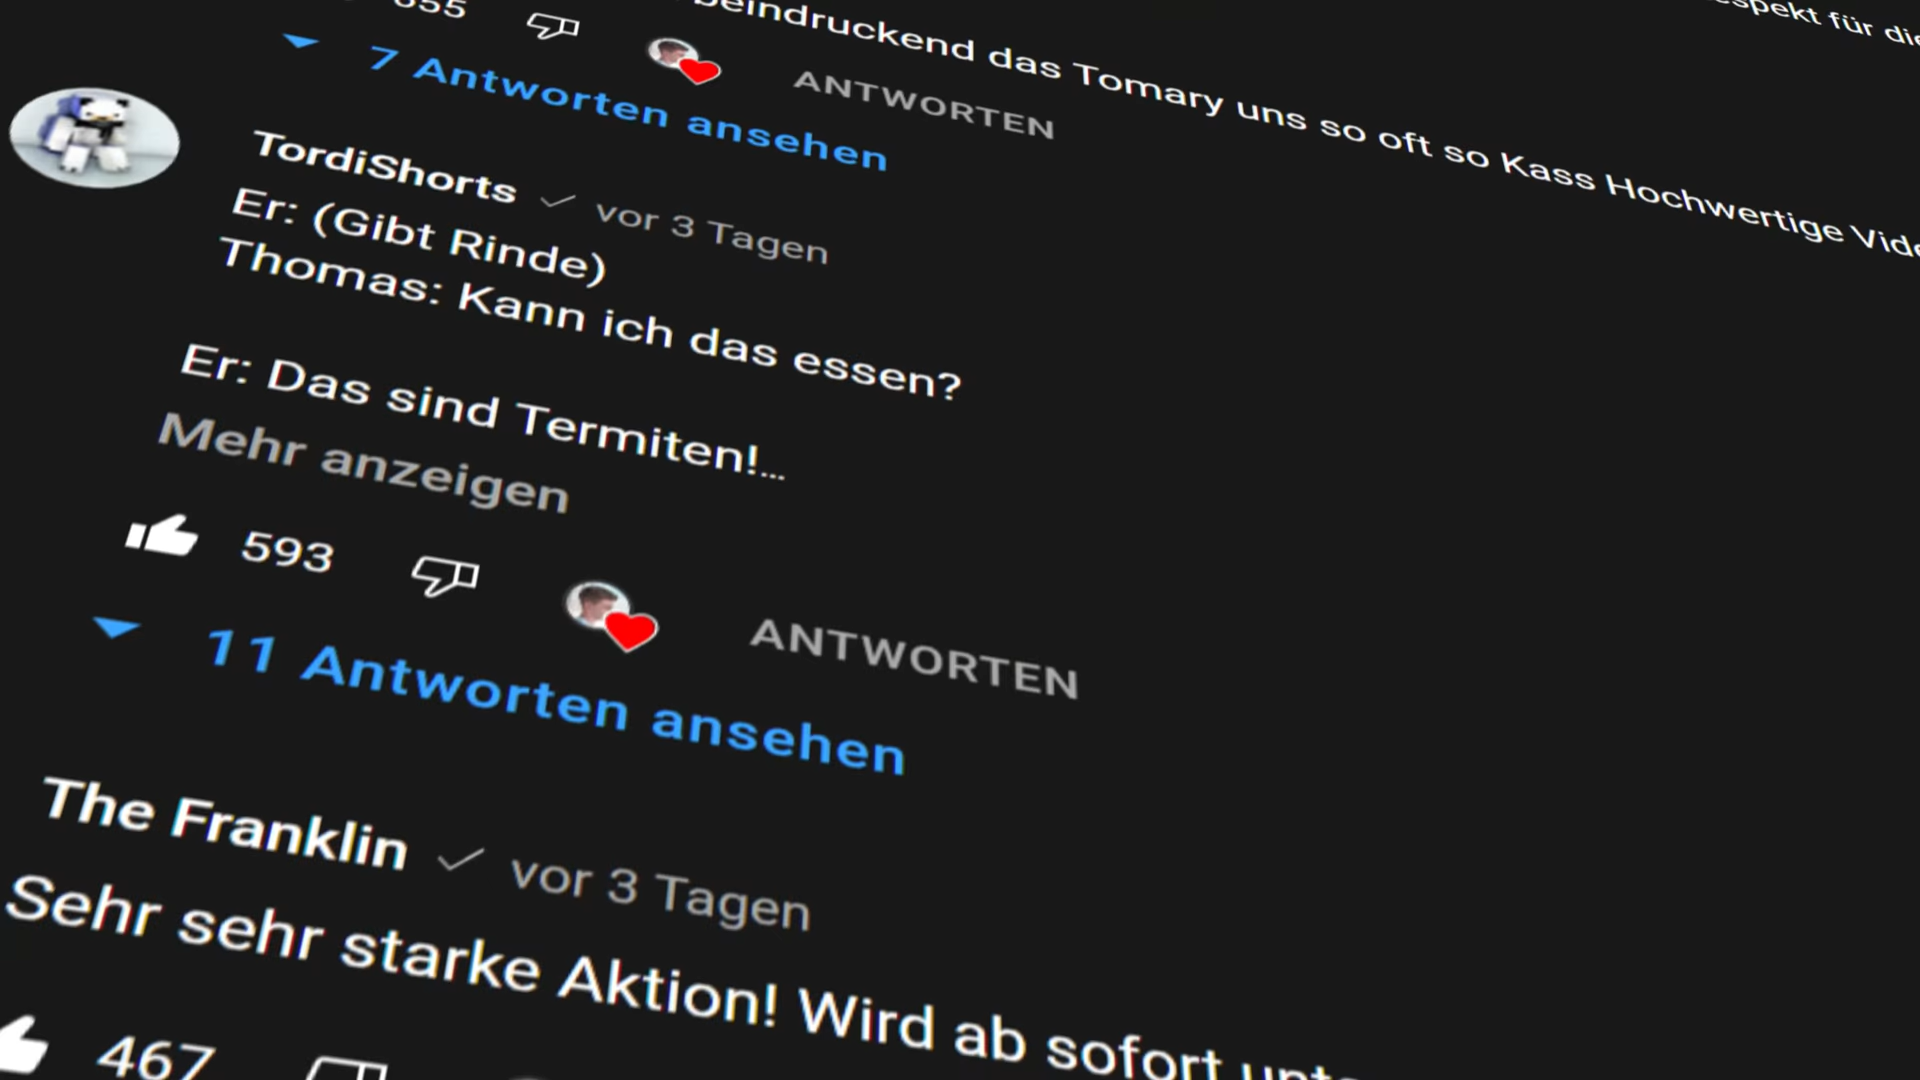 für
beindruckend das Tomary uns so oft so Kass Hochwertige
ANTWORTEN
7 Antworten ansehen
TordiShorts vor 3 Tagen
Er: (Gibt Rinde)
Thomas: Kann ich das essen?
Er: Das sind Termiten!...
Mehr anzeigen
593
ANTWORTEN
11 Antworten ansehen
The Franklin vor 3 Tagen
Sehr sehr starke Aktion! Wird ab sofort
467